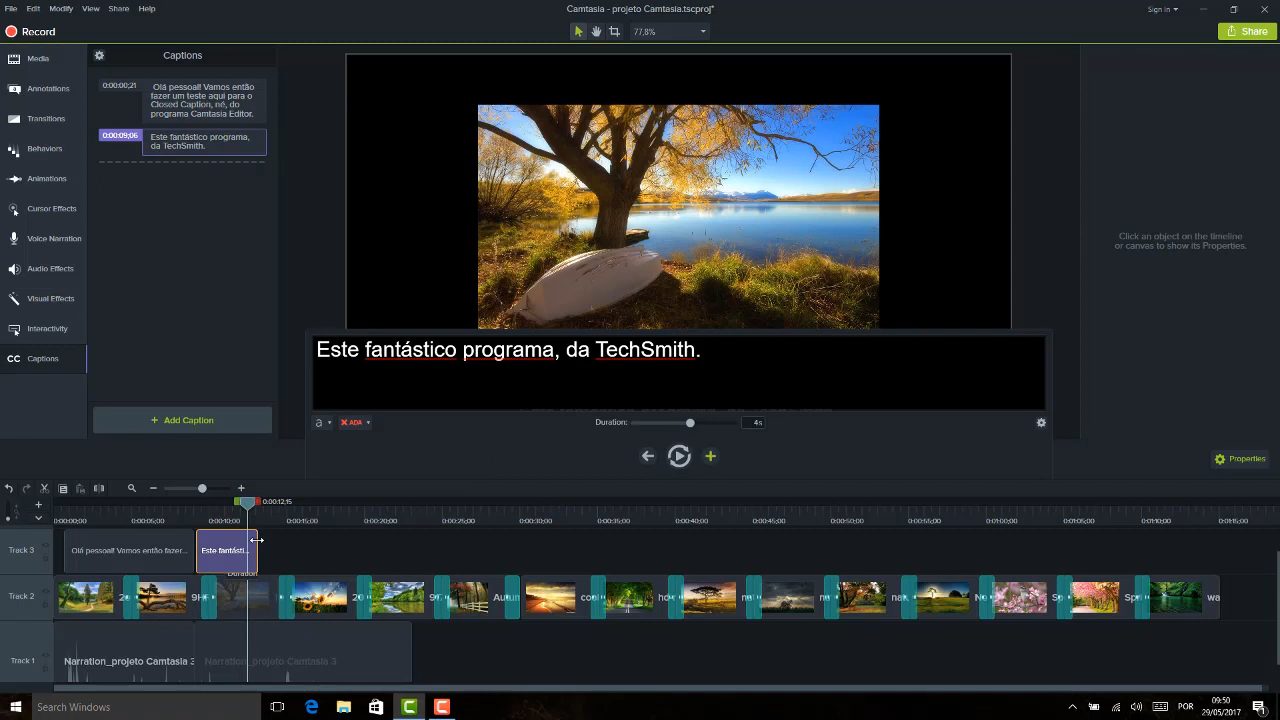 File Edit Modify View Share Help
Camtasia - projeto Camtasia.tscproj*
Sign in
Record
77,8%
Share
Media
Annotations
Transitions
Behaviors
Animations
Cursor Effects
Voice Narration
Audio Effects
Visual Effects
Interactivity
CC Captions
Captions
0:00:00;21
Olá pessoal! Vamos então
fazer um teste aqui para o
Closed Caption, né, do
programa Camtasia Editor.
0:00:09;06
Este fantástico programa,
da TechSmith.
+ Add Caption
Click an object on the timeline
or canvas to show its Properties.
Este fantástico programa, da TechSmith.
a
ADA
Duration:
4s
Properties
0:00:12;15
0:00:00;00 0:00:05;00 0:00:10;00 0:00:15;00 0:00:20;00 0:00:25;00 0:00:30;00 0:00:35;00 0:00:40;00 0:00:45;00 0:00:50;00 0:00:55;00 0:01:00;00 0:01:05;00 0:01:10;00 0:01:15;00
Track 3
Olá pessoal! Vamos então fazer...
Este fantásti...
Duration
Track 2
Autun
Track 1
Narration_projeto Camtasia 3
Narration_projeto Camtasia 3
Search Windows
POR
09:50
29/05/2017